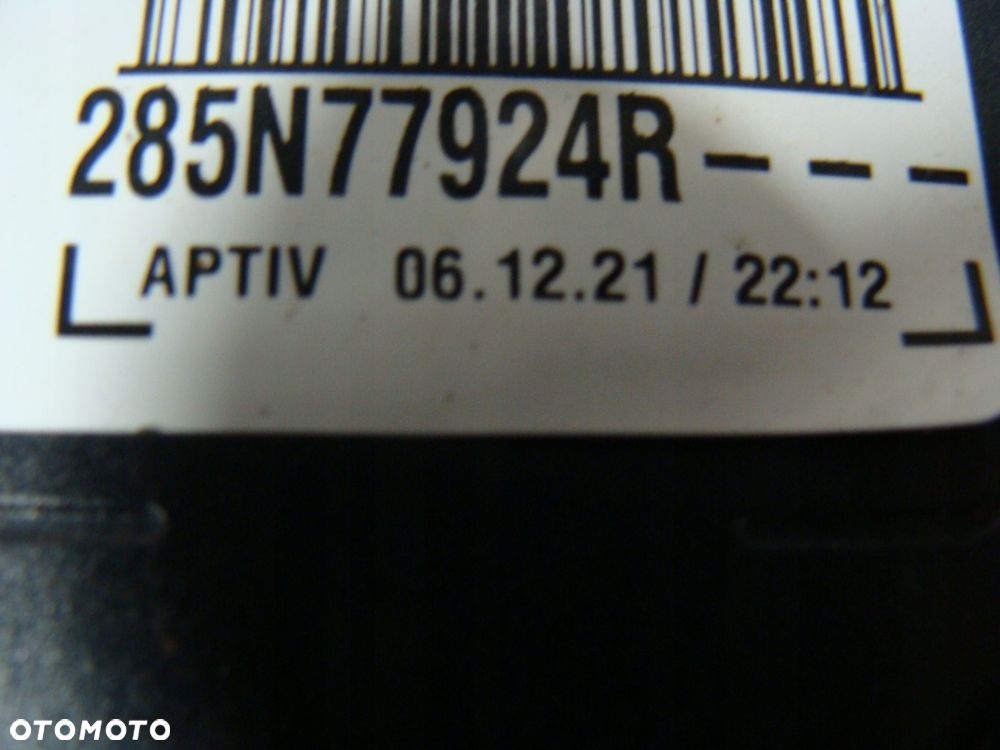 285N77924R---
APTIV 06.12.21 / 22:12
OTOMOTO